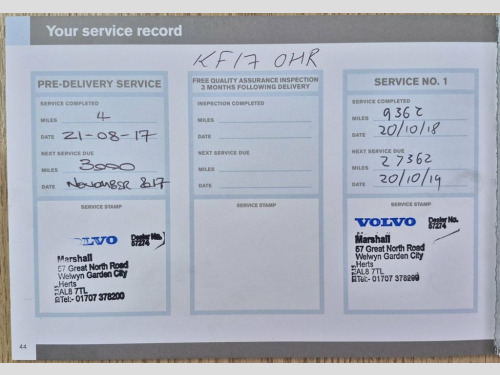 Your service record
KF17 OHR
PRE-DELIVERY SERVICE
SERVICE COMPLETED
MILES 4
DATE 21-08-17
NEXT SERVICE DUE
MILES 3000
DATE NOVEMBER 2017
SERVICE STAMP
LVO Dealer No.
57274
Marshall
57 Great North Road
Welwyn Garden City
Herts
AL8 7TL
Tel:- 01707 378200
FREE QUALITY ASSURANCE INSPECTION
3 MONTHS FOLLOWING DELIVERY
INSPECTION COMPLETED
MILES
DATE
NEXT SERVICE DUE
MILES
DATE
SERVICE STAMP
SERVICE NO. 1
SERVICE COMPLETED
MILES 9362
DATE 20/10/18
NEXT SERVICE DUE
MILES 27362
DATE 20/10/19
SERVICE STAMP
VOLVO Dealer No.
57274
Marshall
57 Great North Road
Welwyn Garden City
Herts
AL8 7TL
Tel:- 01707 378200
44